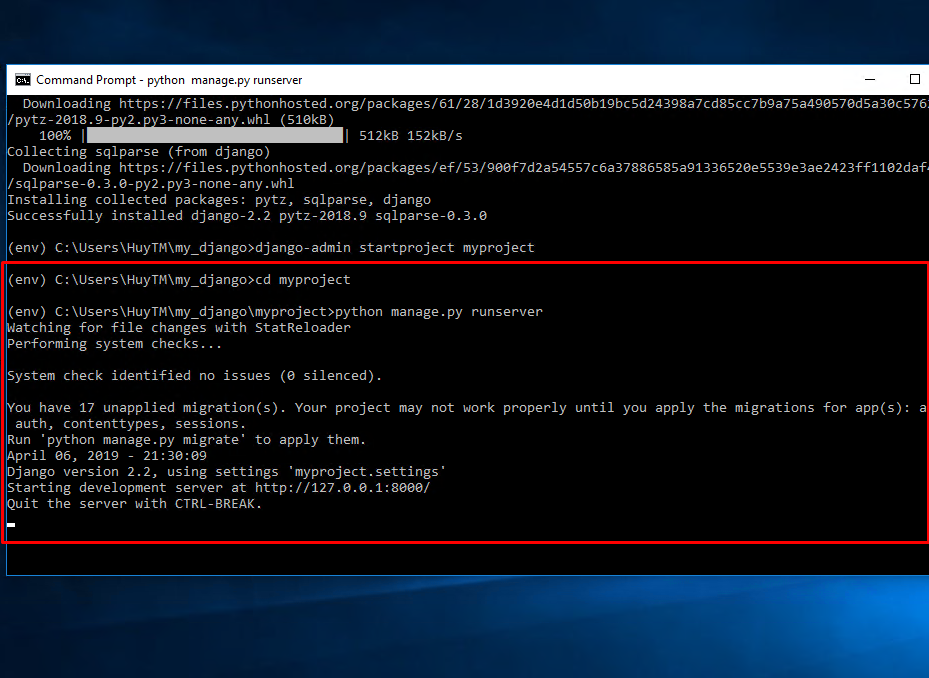 Command Prompt - python  manage.py runserver
  Downloading https://files.pythonhosted.org/packages/61/28/1d3920e4d1d50b19bc5d24398a7cd85cc7b9a75a490570d5a30c576
/pytz-2018.9-py2.py3-none-any.whl (510kB)
    100% |████████████████████████████████| 512kB 152kB/s
Collecting sqlparse (from django)
  Downloading https://files.pythonhosted.org/packages/ef/53/900f7d2a54557c6a37886585a91336520e5539e3ae2423ff1102daf
/sqlparse-0.3.0-py2.py3-none-any.whl
Installing collected packages: pytz, sqlparse, django
Successfully installed django-2.2 pytz-2018.9 sqlparse-0.3.0
(env) C:\Users\HuyTM\my_django>django-admin startproject myproject
(env) C:\Users\HuyTM\my_django>cd myproject
(env) C:\Users\HuyTM\my_django\myproject>python manage.py runserver
Watching for file changes with StatReloader
Performing system checks...
System check identified no issues (0 silenced).
You have 17 unapplied migration(s). Your project may not work properly until you apply the migrations for app(s): a
 auth, contenttypes, sessions.
Run 'python manage.py migrate' to apply them.
April 06, 2019 - 21:30:09
Django version 2.2, using settings 'myproject.settings'
Starting development server at http://127.0.0.1:8000/
Quit the server with CTRL-BREAK.